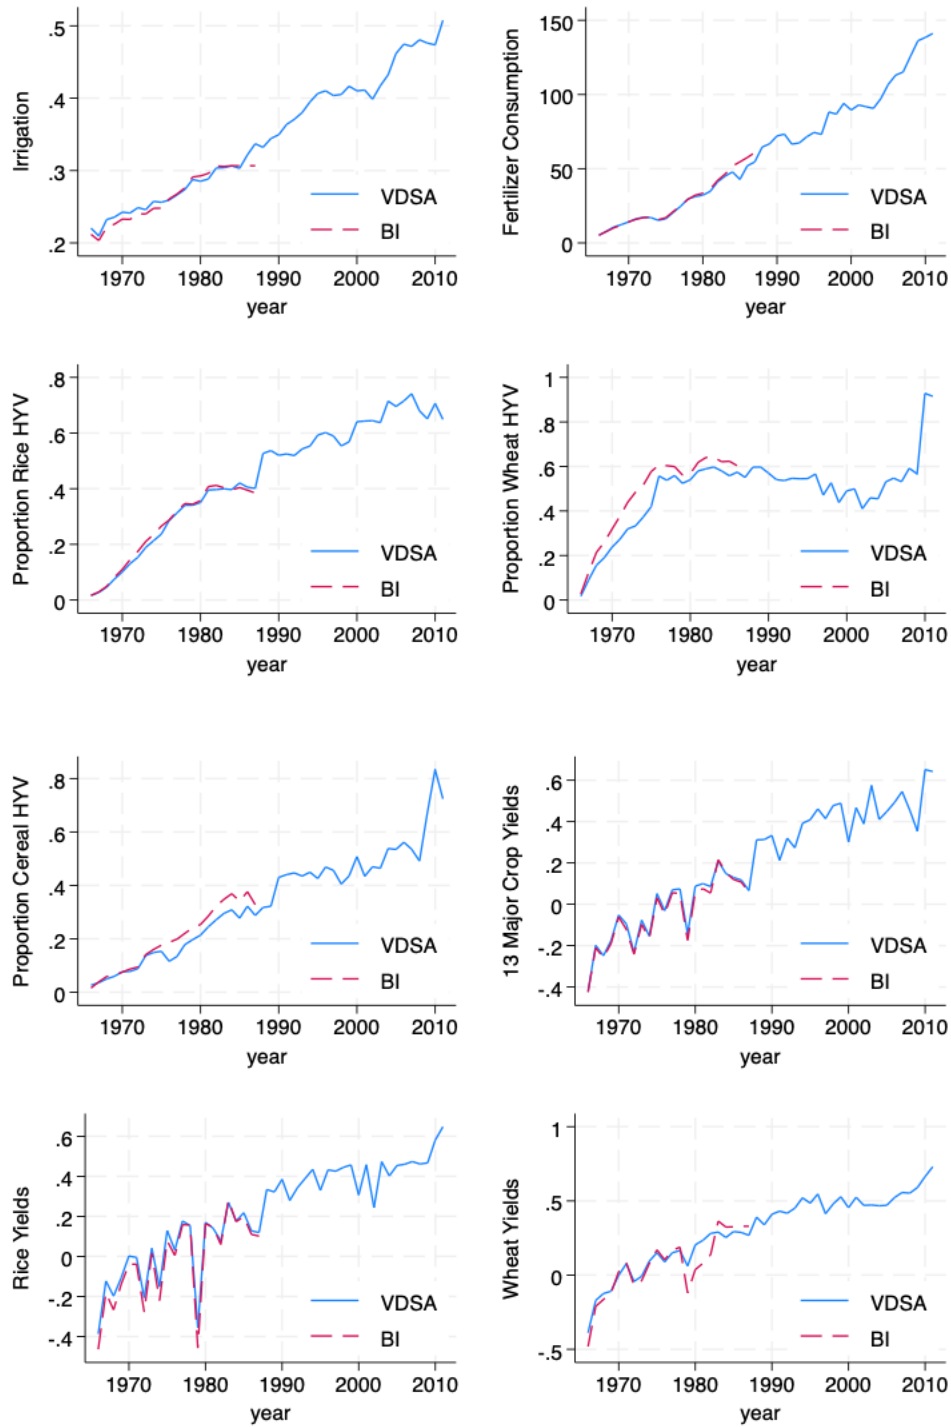 Irrigation
.5
.4
.3
.2
VDSA
BI
1970 1980 1990 2000 2010
year
Fertilizer Consumption
150
100
50
0
VDSA
BI
1970 1980 1990 2000 2010
year
Proportion Rice HYV
.8
.6
.4
.2
0
VDSA
BI
1970 1980 1990 2000 2010
year
Proportion Wheat HYV
1
.8
.6
.4
.2
0
VDSA
BI
1970 1980 1990 2000 2010
year
Proportion Cereal HYV
.8
.6
.4
.2
0
VDSA
BI
1970 1980 1990 2000 2010
year
13 Major Crop Yields
.6
.4
.2
0
-.2
-.4
VDSA
BI
1970 1980 1990 2000 2010
year
Rice Yields
.6
.4
.2
0
-.2
-.4
VDSA
BI
1970 1980 1990 2000 2010
year
Wheat Yields
1
.5
0
-.5
VDSA
BI
1970 1980 1990 2000 2010
year